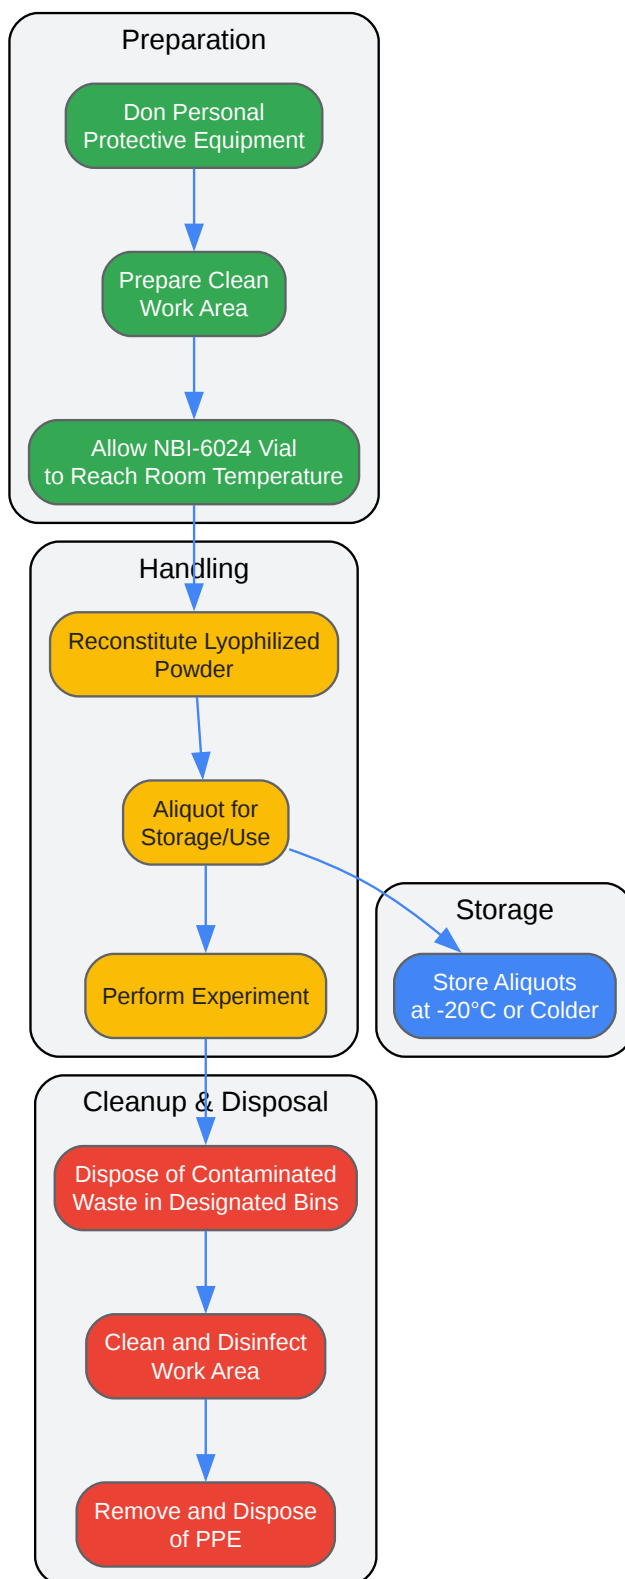 Preparation
Don Personal
Protective Equipment
Prepare Clean
Work Area
Allow NBI-6024 Vial
to Reach Room Temperature
Handling
Reconstitute Lyophilized
Powder
Aliquot for
Storage/Use
Perform Experiment
Storage
Store Aliquots
at -20°C or Colder
Cleanup & Disposal
Dispose of Contaminated
Waste in Designated Bins
Clean and Disinfect
Work Area
Remove and Dispose
of PPE